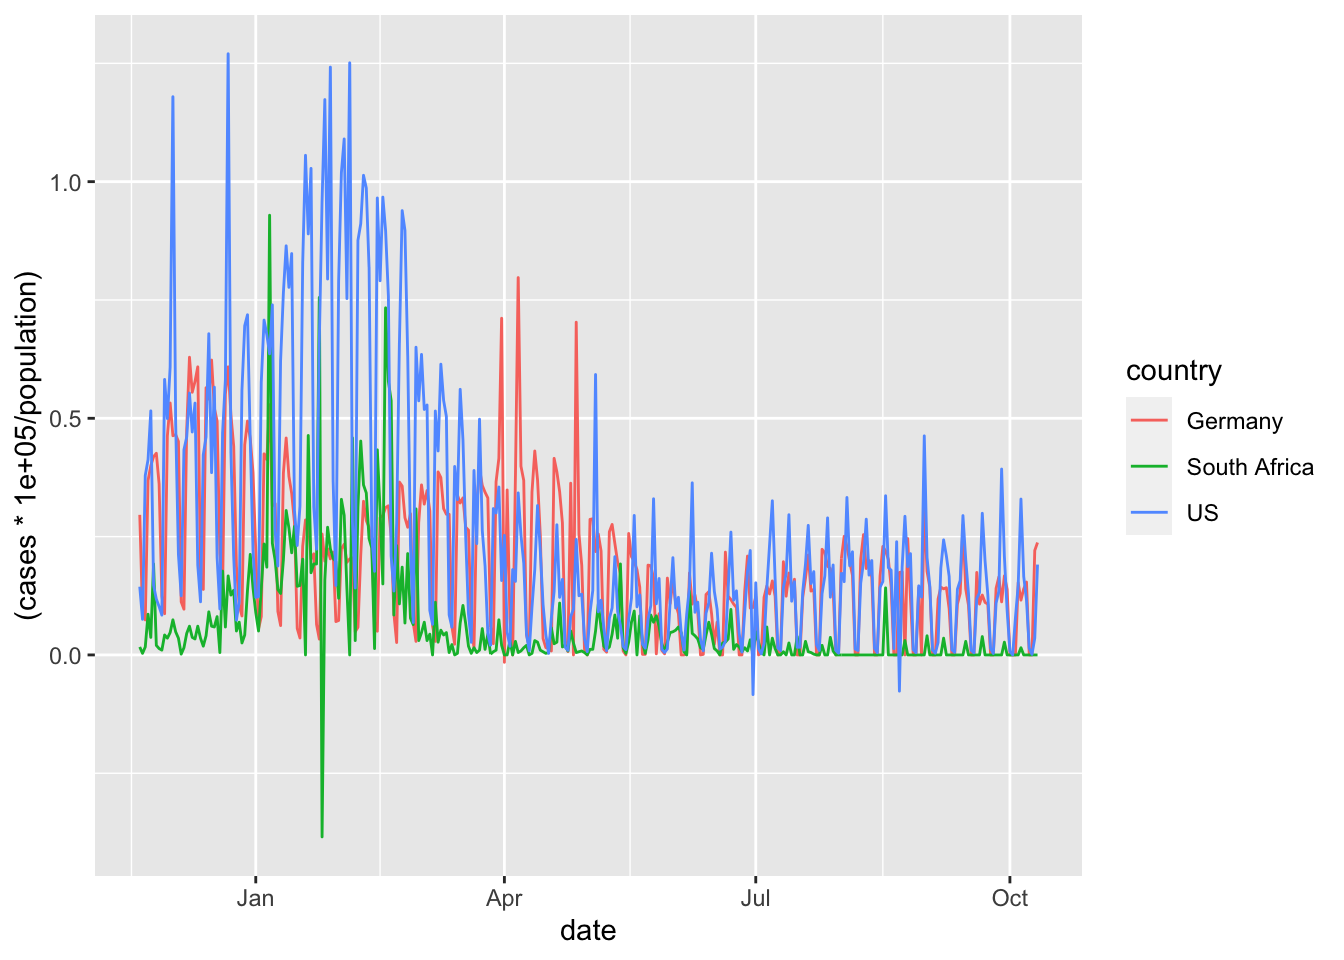 (cases * 1e+05/population)
1.0
0.5
0.0
Jan
Apr
Jul
Oct
date
country
Germany
South Africa
US